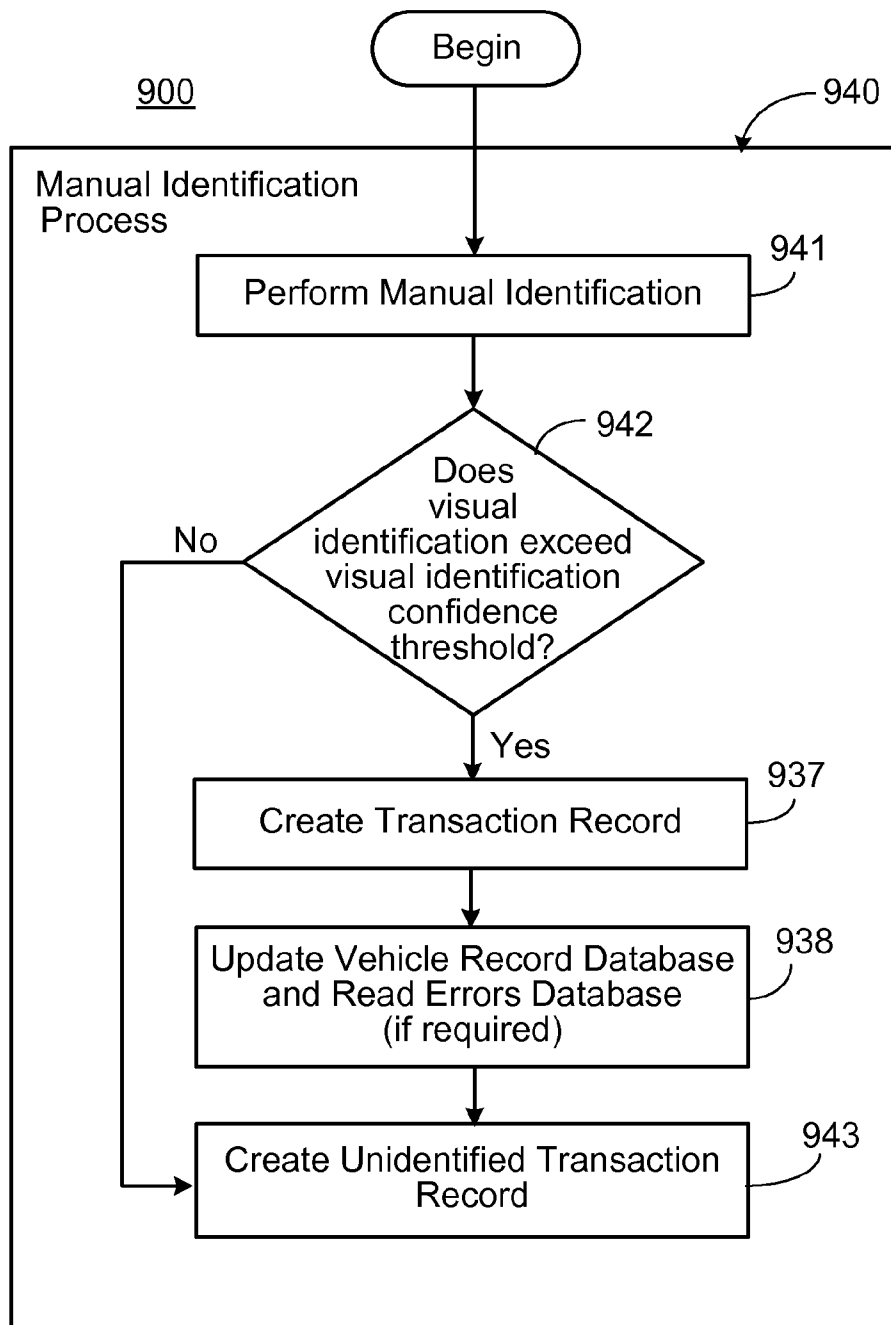 Begin
900
940
Manual Identification
Process
941
Perform Manual Identification
942
Does
visual
identification exceed
visual identification
confidence
threshold?
No
Yes
937
Create Transaction Record
938
Update Vehicle Record Database
and Read Errors Database
(if required)
943
Create Unidentified Transaction
Record